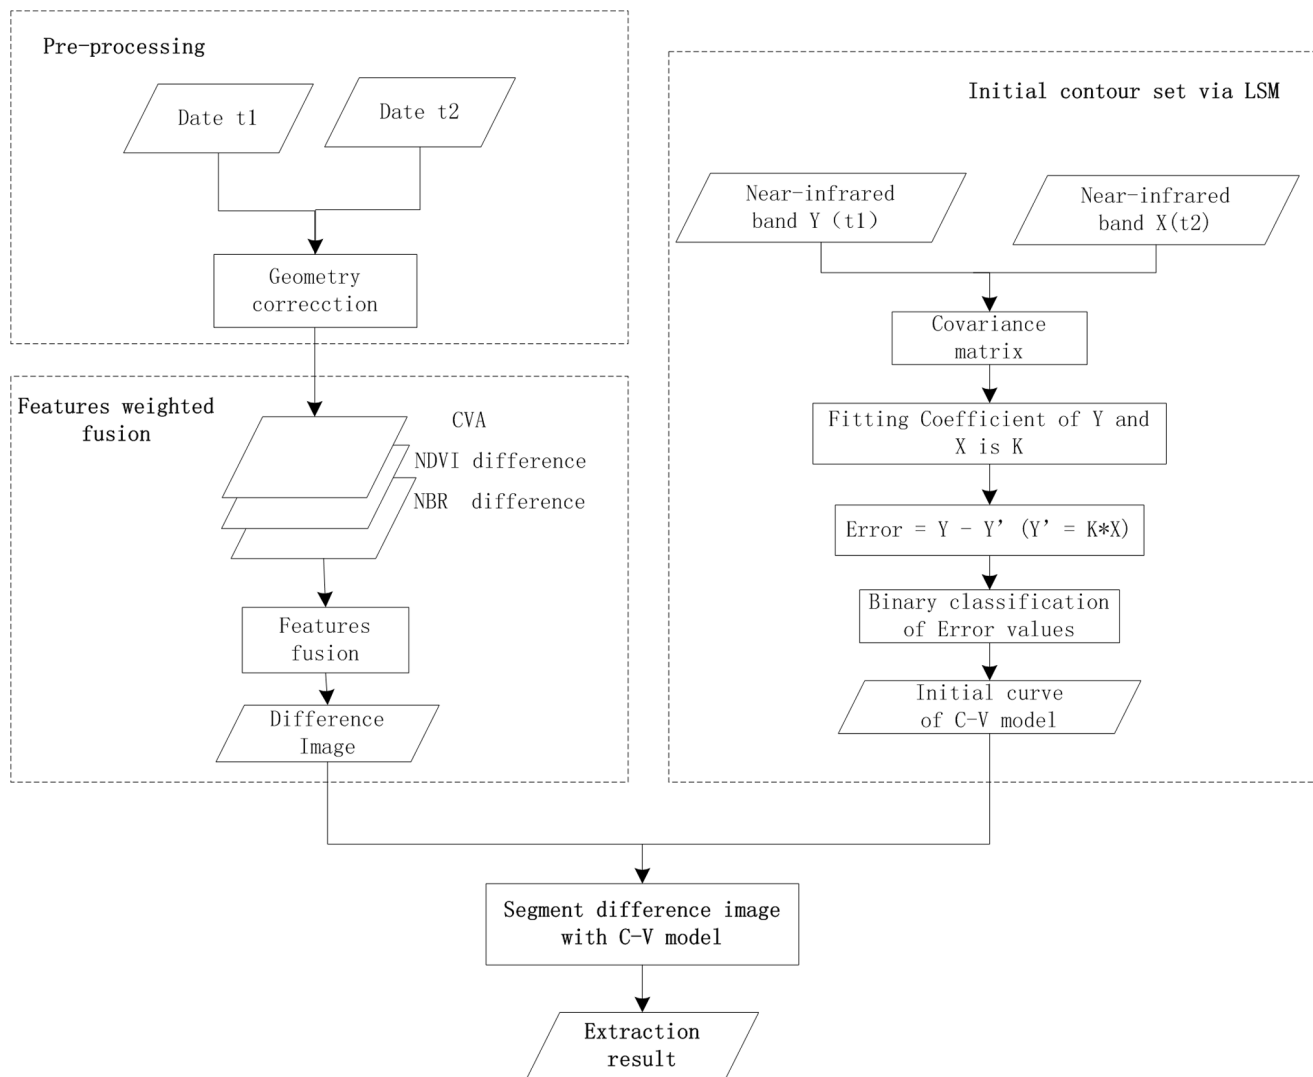 Pre-processing
Date t1
Date t2
Geometry
correcction
Features weighted
fusion
CVA
NDVI difference
NBR difference
Features
fusion
Difference
Image
Initial contour set via LSM
Near-infrared
band Y (t1)
Near-infrared
band X(t2)
Covariance
matrix
Fitting Coefficient of Y and
X is K
Error = Y - Y’ (Y’ = K*X)
Binary classification
of Error values
Initial curve
of C-V model
Segment difference image
with C-V model
Extraction
result